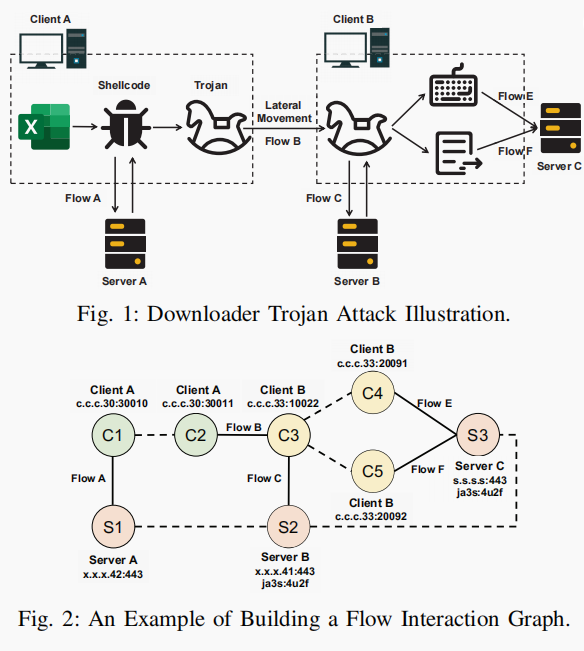 Client A
Client B
Shellcode
Trojan
X
Lateral
Movement
Flow B
Flow E
Flow F
Server C
Flow A
Flow C
Server A
Server B
Fig. 1: Downloader Trojan Attack Illustration.
Client B
c.c.c.33:20091
Client A
c.c.c.30:30010
Client A
c.c.c.30:30011
Client B
c.c.c.33:10022
C4
Flow E
C1
C2
Flow B
C3
S3
Flow A
Flow C
C5
Flow F
Server C
s.s.s.s:443
ja3s:4u2f
Client B
c.c.c.33:20092
S1
S2
Server A
x.x.x.42:443
Server B
x.x.x.41:443
ja3s:4u2f
Fig. 2: An Example of Building a Flow Interaction Graph.